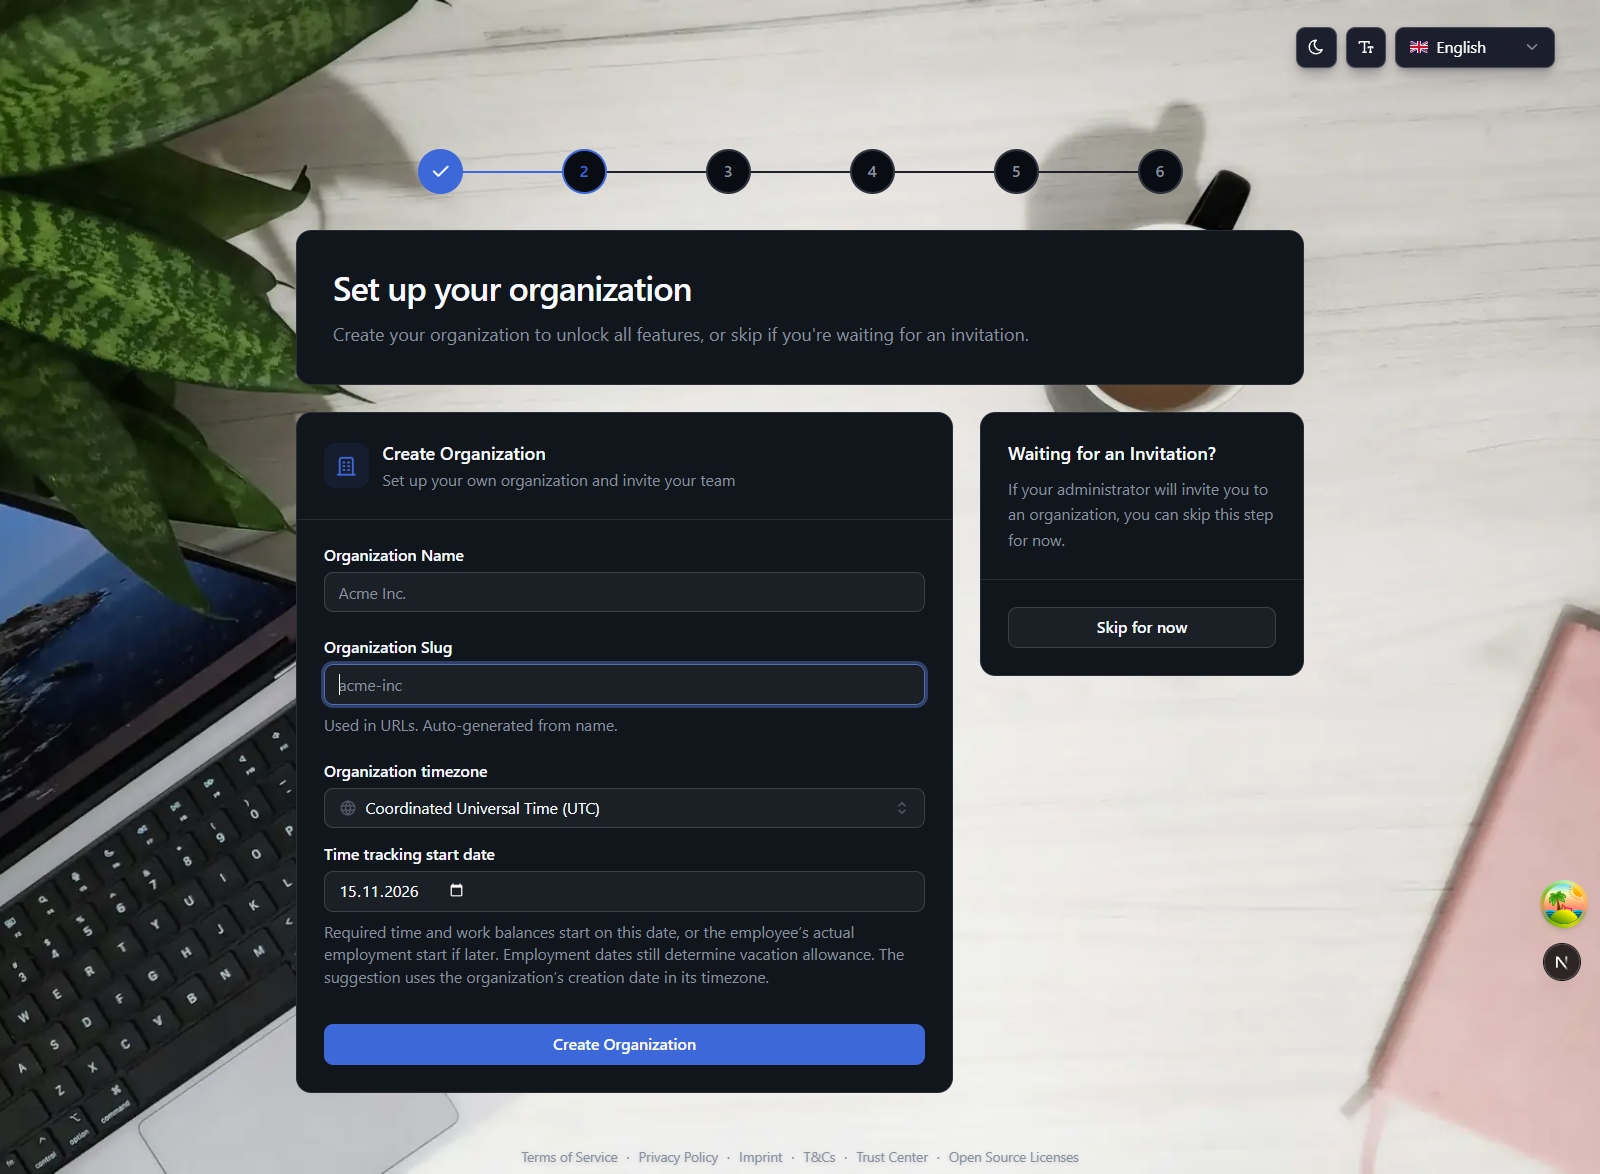 English
2
3
4
5
6
Set up your organization
Create your organization to unlock all features, or skip if you're waiting for an invitation.
Create Organization
Set up your own organization and invite your team
Organization Name
Acme Inc.
Organization Slug
acme-inc
Used in URLs. Auto-generated from name.
Organization timezone
Coordinated Universal Time (UTC)
Time tracking start date
15.11.2026
Required time and work balances start on this date, or the employee’s actual
employment start if later. Employment dates still determine vacation allowance. The
suggestion uses the organization’s creation date in its timezone.
Create Organization
Waiting for an Invitation?
If your administrator will invite you to
an organization, you can skip this step
for now.
Skip for now
N
Terms of Service · Privacy Policy · Imprint · T&Cs · Trust Center · Open Source Licenses